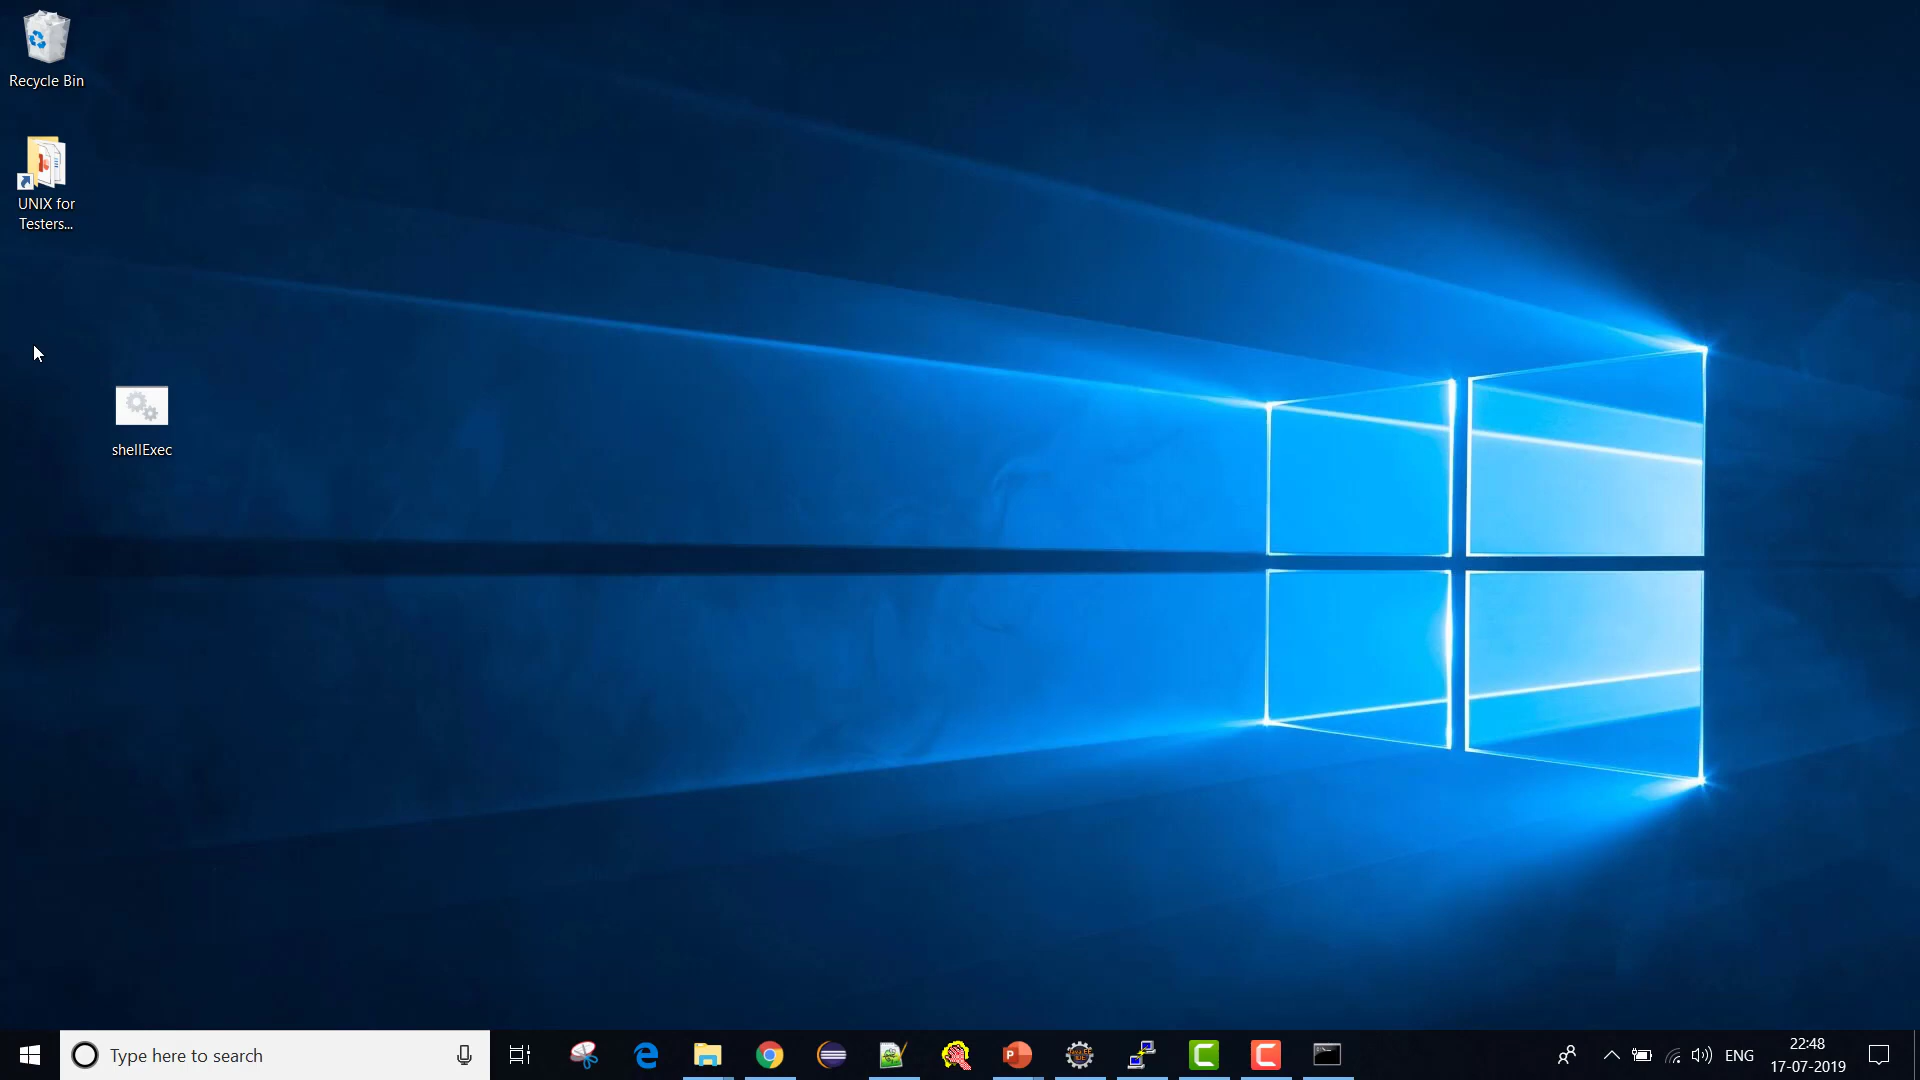 Recycle Bin
UNIX for
Testers...
shellExec
Type here to search
ENG
22:48
17-07-2019